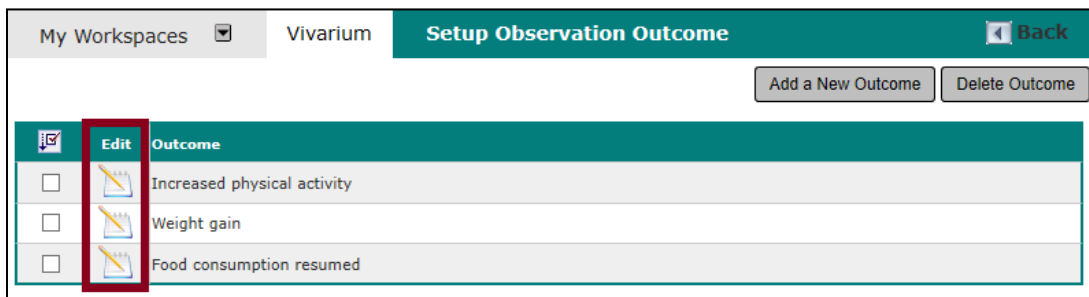 My Workspaces Vivarium Setup Observation Outcome Back
Add a New Outcome Delete Outcome
Edit Outcome
Increased physical activity
Weight gain
Food consumption resumed